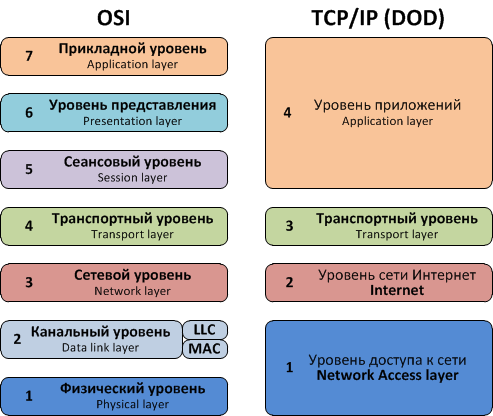 OSI
7 Прикладной уровень
Application layer
6 Уровень представления
Presentation layer
5 Сеансовый уровень
Session layer
4 Транспортный уровень
Transport layer
3 Сетевой уровень
Network layer
2 Канальный уровень
Data link layer
LLC
MAC
1 Физический уровень
Physical layer
TCP/IP (DOD)
4 Уровень приложений
Application layer
3 Транспортный уровень
Transport layer
2 Уровень сети Интернет
Internet
1 Уровень доступа к сети
Network Access layer